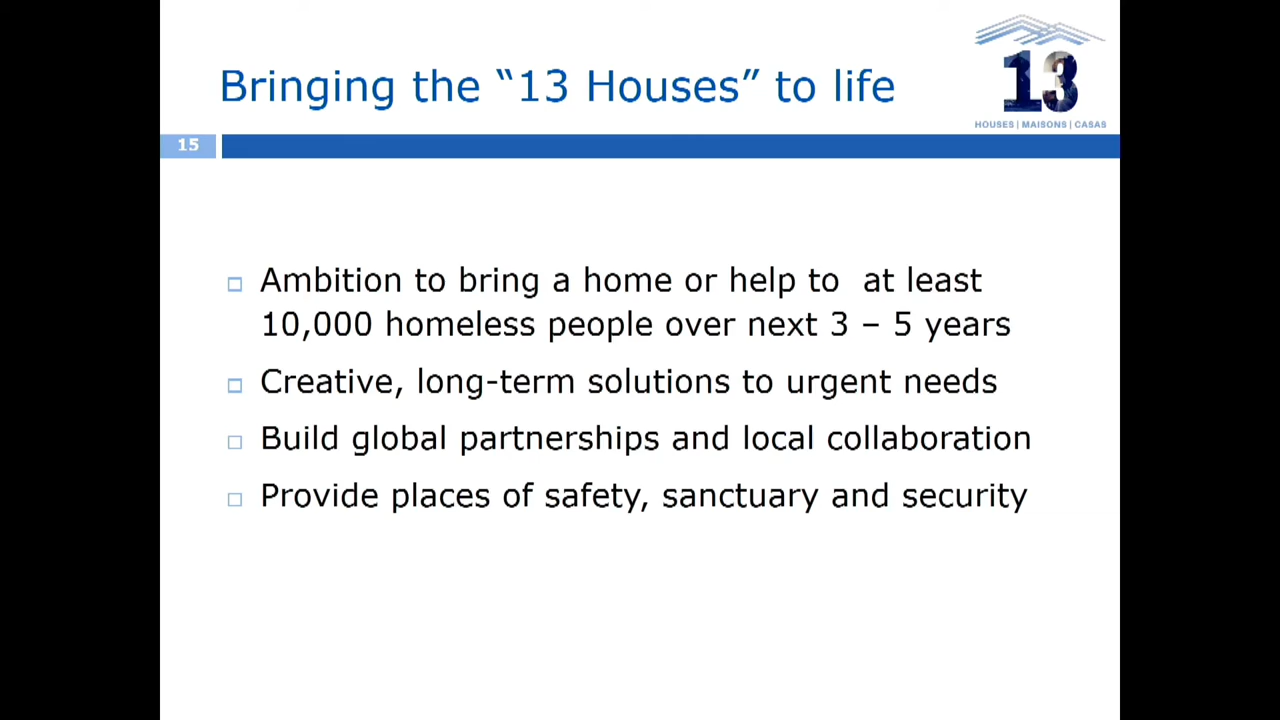 Bringing the “13 Houses” to life
13
HOUSES | MAISONS | CASAS
15
Ambition to bring a home or help to  at least
10,000 homeless people over next 3 – 5 years
Creative, long-term solutions to urgent needs
Build global partnerships and local collaboration
Provide places of safety, sanctuary and security